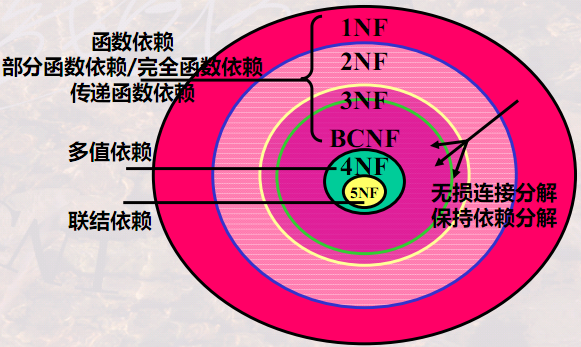 函数依赖
部分函数依赖/完全函数依赖
传递函数依赖
多值依赖
联结依赖
1NF
2NF
3NF
BCNF
4NF
5NF
无损连接分解
保持依赖分解